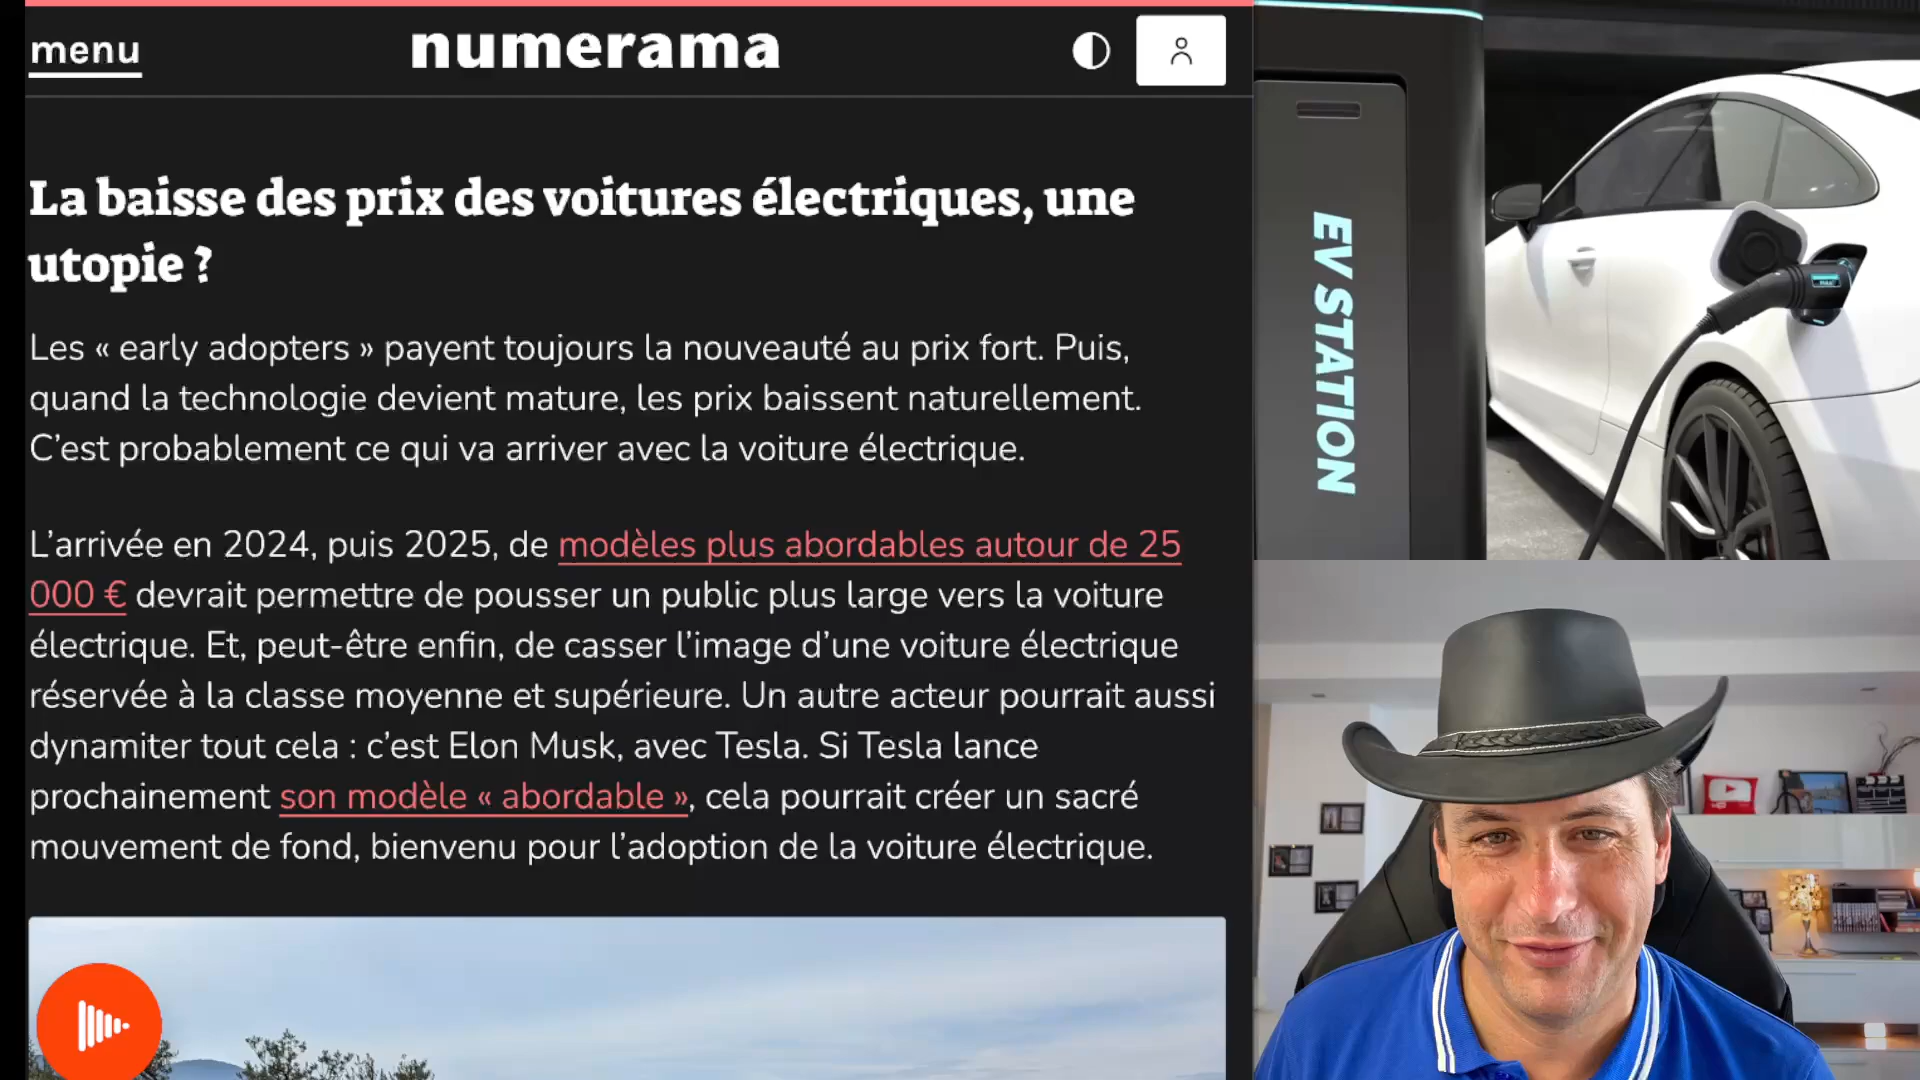 menu
numerama
La baisse des prix des voitures électriques, une
utopie ?
Les « early adopters » payent toujours la nouveauté au prix fort. Puis,
quand la technologie devient mature, les prix baissent naturellement.
C’est probablement ce qui va arriver avec la voiture électrique.
L’arrivée en 2024, puis 2025, de modèles plus abordables autour de 25
000 € devrait permettre de pousser un public plus large vers la voiture
électrique. Et, peut-être enfin, de casser l’image d’une voiture électrique
réservée à la classe moyenne et supérieure. Un autre acteur pourrait aussi
dynamiter tout cela : c’est Elon Musk, avec Tesla. Si Tesla lance
prochainement son modèle « abordable », cela pourrait créer un sacré
mouvement de fond, bienvenu pour l’adoption de la voiture électrique.
EV STATION